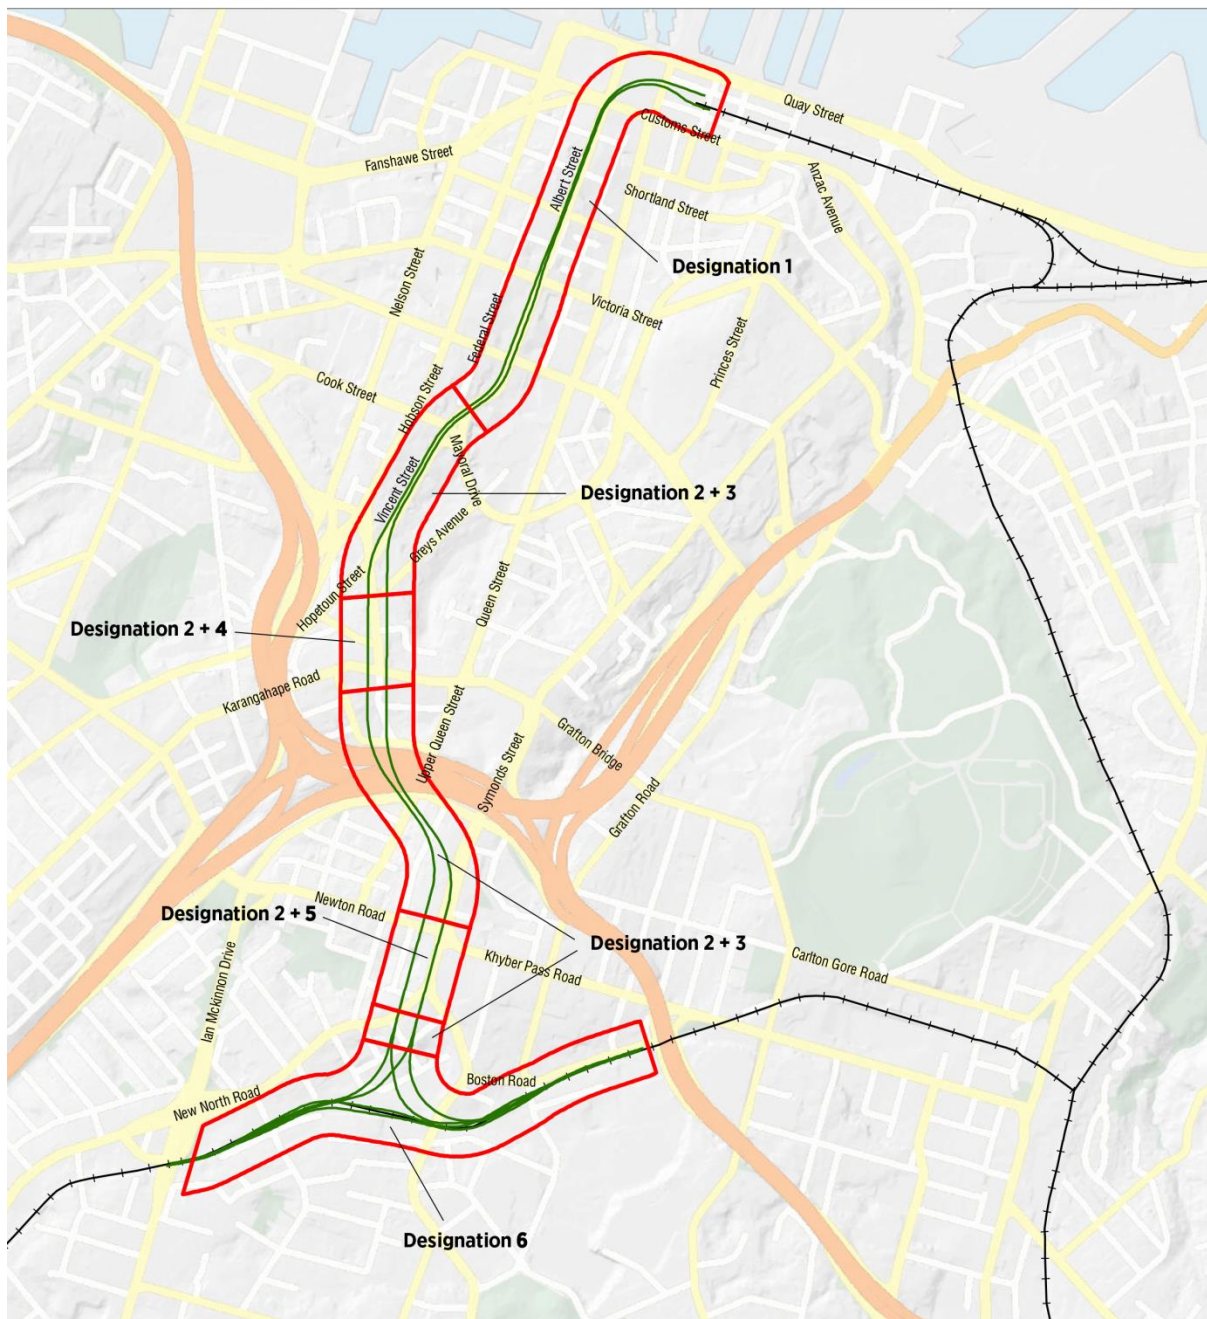 Quay Street
Customs Street
Fanshawe Street
Albert Street
Anzac Avenue
Shortland Street
Designation 1
Nelson Street
Victoria Street
Federal Street
Princes Street
Cook Street
Hobson Street
Mayoral Drive
Vincent Street
Designation 2 + 3
Greys Avenue
Queen Street
Hopetoun Street
Designation 2 + 4
Karangahape Road
Upper Queen Street
Grafton Bridge
Symonds Street
Grafton Road
Newton Road
Designation 2 + 5
Designation 2 + 3
Khyber Pass Road
Carlton Gore Road
Ian Mckinnon Drive
Boston Road
New North Road
Designation 6